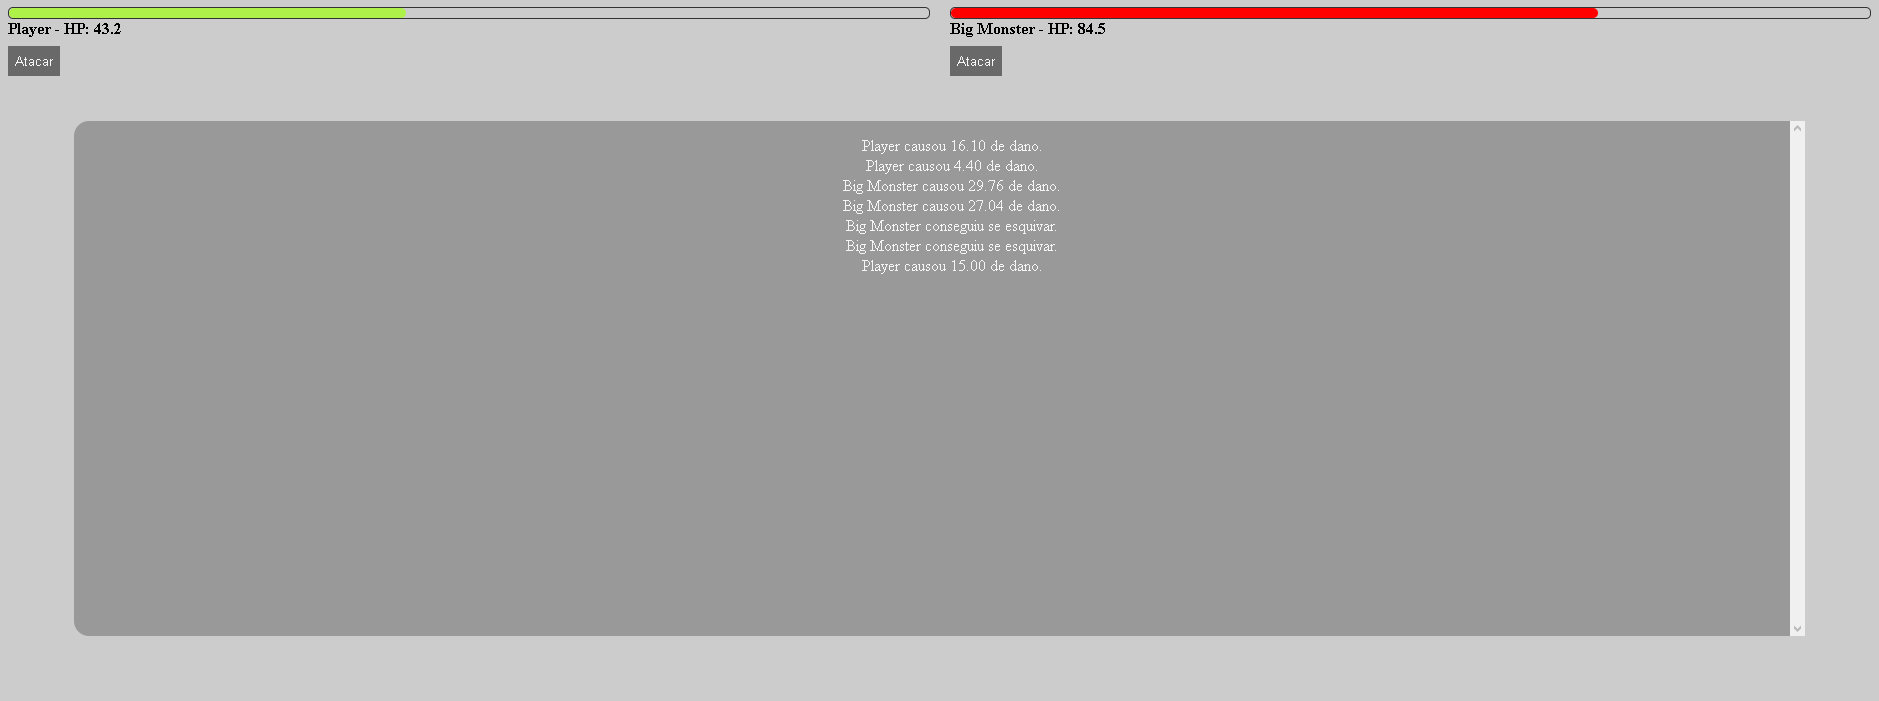 Player - HP: 43.2
Atacar
Big Monster - HP: 84.5
Atacar
Player causou 16.10 de dano.
Player causou 4.40 de dano.
Big Monster causou 29.76 de dano.
Big Monster causou 27.04 de dano.
Big Monster conseguiu se esquivar.
Big Monster conseguiu se esquivar.
Player causou 15.00 de dano.